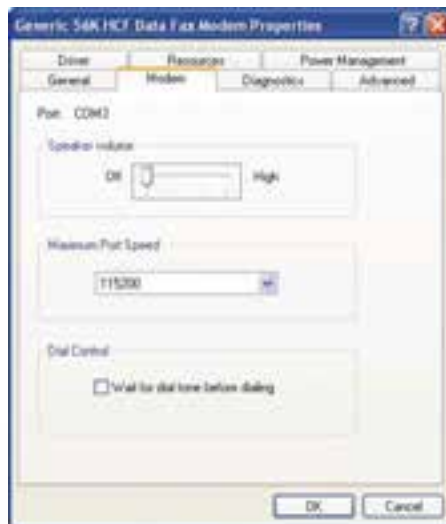 Generic 56K HCF Data Fax Modem Properties
Driver Resources Power Management
General Modem Diagnostics Advanced
Port: COM3
Speaker volume
Off High
Maximum Port Speed
115200
Dial Control
Wait for dial tone before dialing
OK Cancel